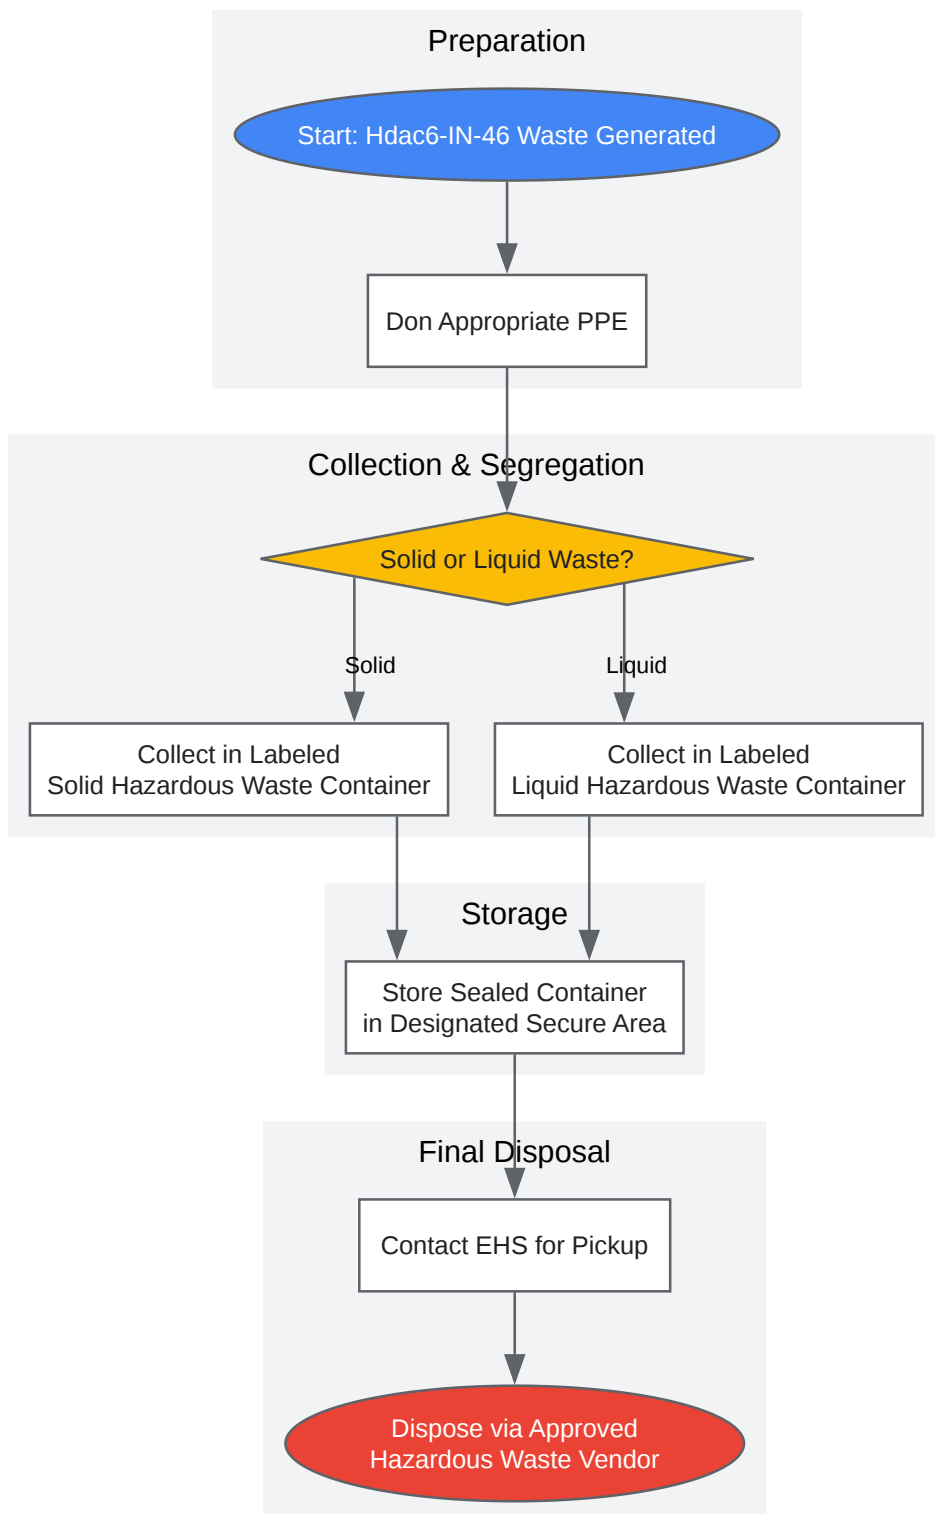 Preparation
Start: Hdac6-IN-46 Waste Generated
Don Appropriate PPE
Collection & Segregation
Solid or Liquid Waste?
Solid
Liquid
Collect in Labeled
Solid Hazardous Waste Container
Collect in Labeled
Liquid Hazardous Waste Container
Storage
Store Sealed Container
in Designated Secure Area
Final Disposal
Contact EHS for Pickup
Dispose via Approved
Hazardous Waste Vendor